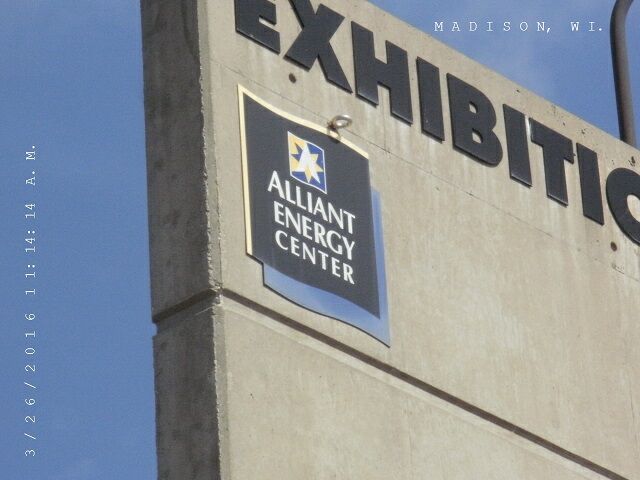 MADISON, WI.
EXHIBITIO
ALLIANT
ENERGY
CENTER
3/26/2016 11:14:14 A.M.